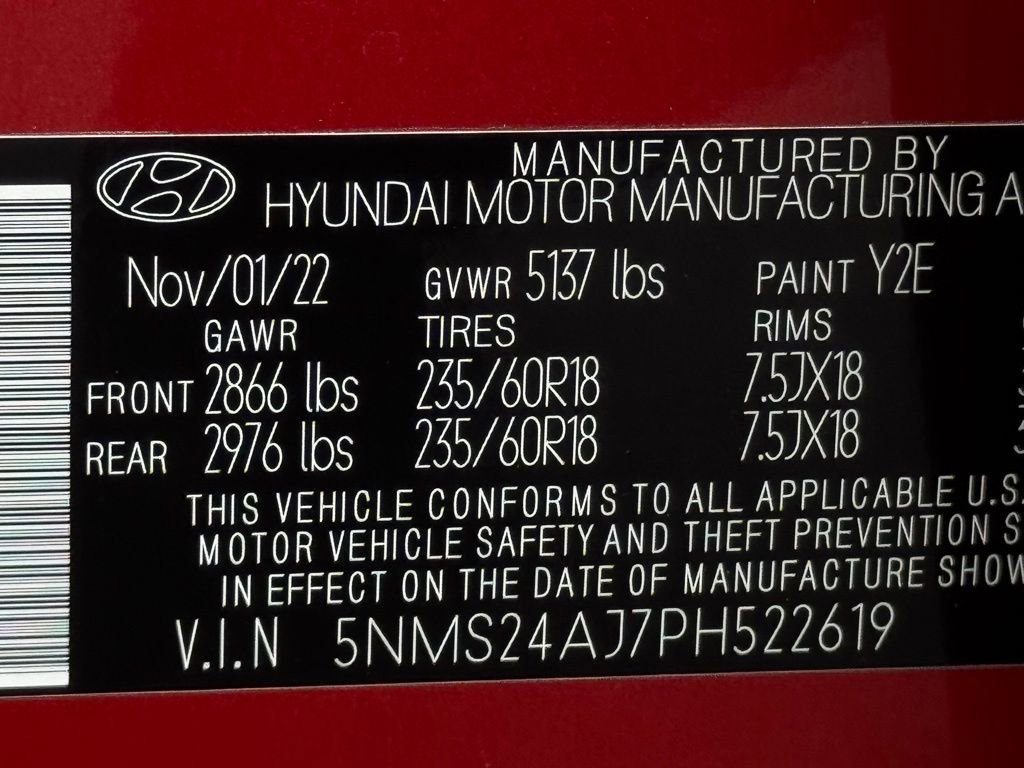 MANUFACTURED BY
HYUNDAI MOTOR MANUFACTURING A
Nov/01/22 GVWR 5137 lbs PAINT Y2E
GAWR TIRES RIMS
FRONT 2866 lbs 235/60R18 7.5JX18
REAR 2976 lbs 235/60R18 7.5JX18
THIS VEHICLE CONFORMS TO ALL APPLICABLE U.S.
MOTOR VEHICLE SAFETY AND THEFT PREVENTION S
IN EFFECT ON THE DATE OF MANUFACTURE SHOW
V.I.N 5NMS24AJ7PH522619